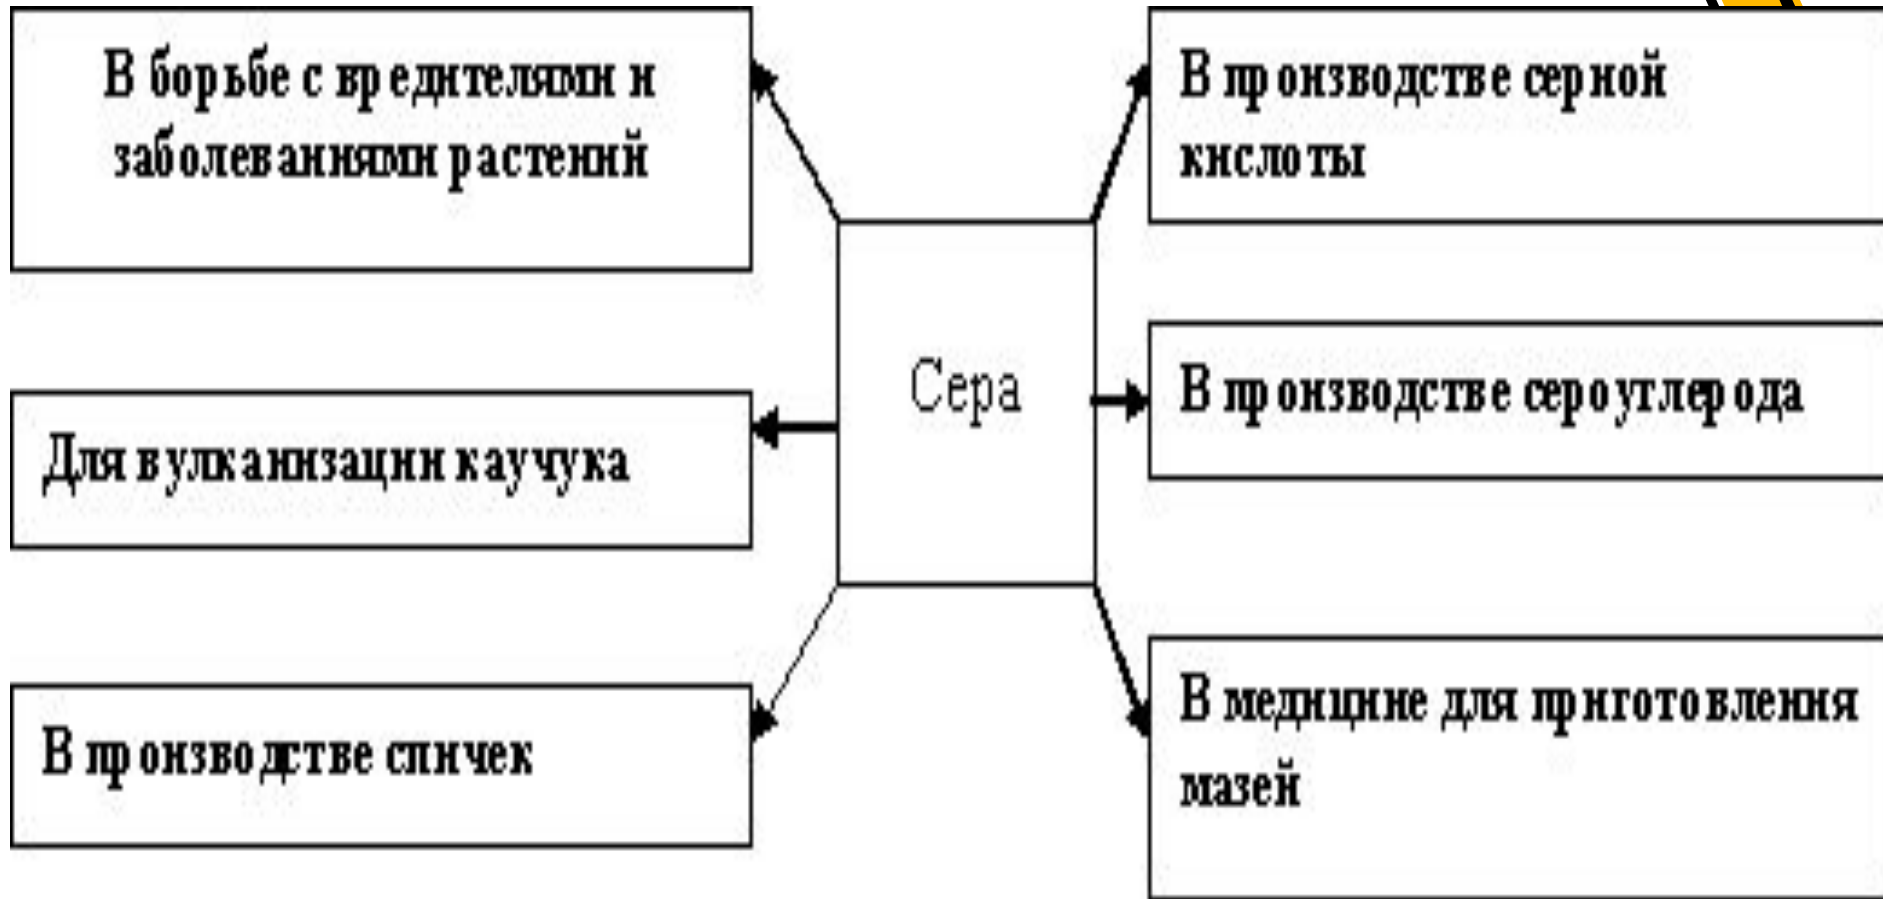 В борьбе с вредителями и
заболеваниями растений
Для вулканизации каучука
В производстве спичек
Сера
В производстве серной
кислоты
В производстве сероуглерода
В медицине для приготовления
мазей